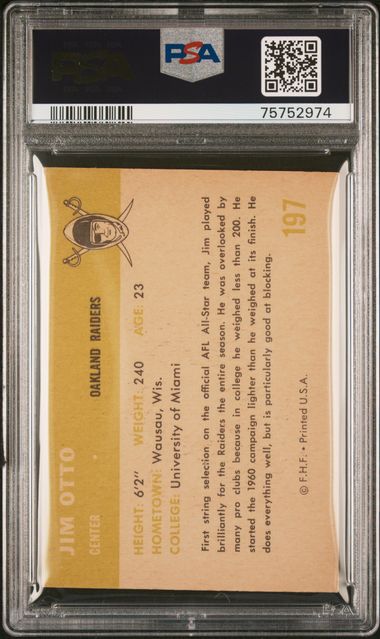 PSA
PSA
75752974
JIM OTTO
CENTER
OAKLAND RAIDERS
HEIGHT: 6'2" WEIGHT: 240 AGE: 23
HOMETOWN: Wausau, Wis.
COLLEGE: University of Miami
First string selection on the official AFL All-Star team, Jim played
brilliantly for the Raiders the entire season. He was overlooked by
many pro clubs because in college he weighed less than 200. He
started the 1960 campaign lighter than he weighed at its finish. He
does everything well, but is particularly good at blocking.
197
© F.H.F. • Printed U.S.A.